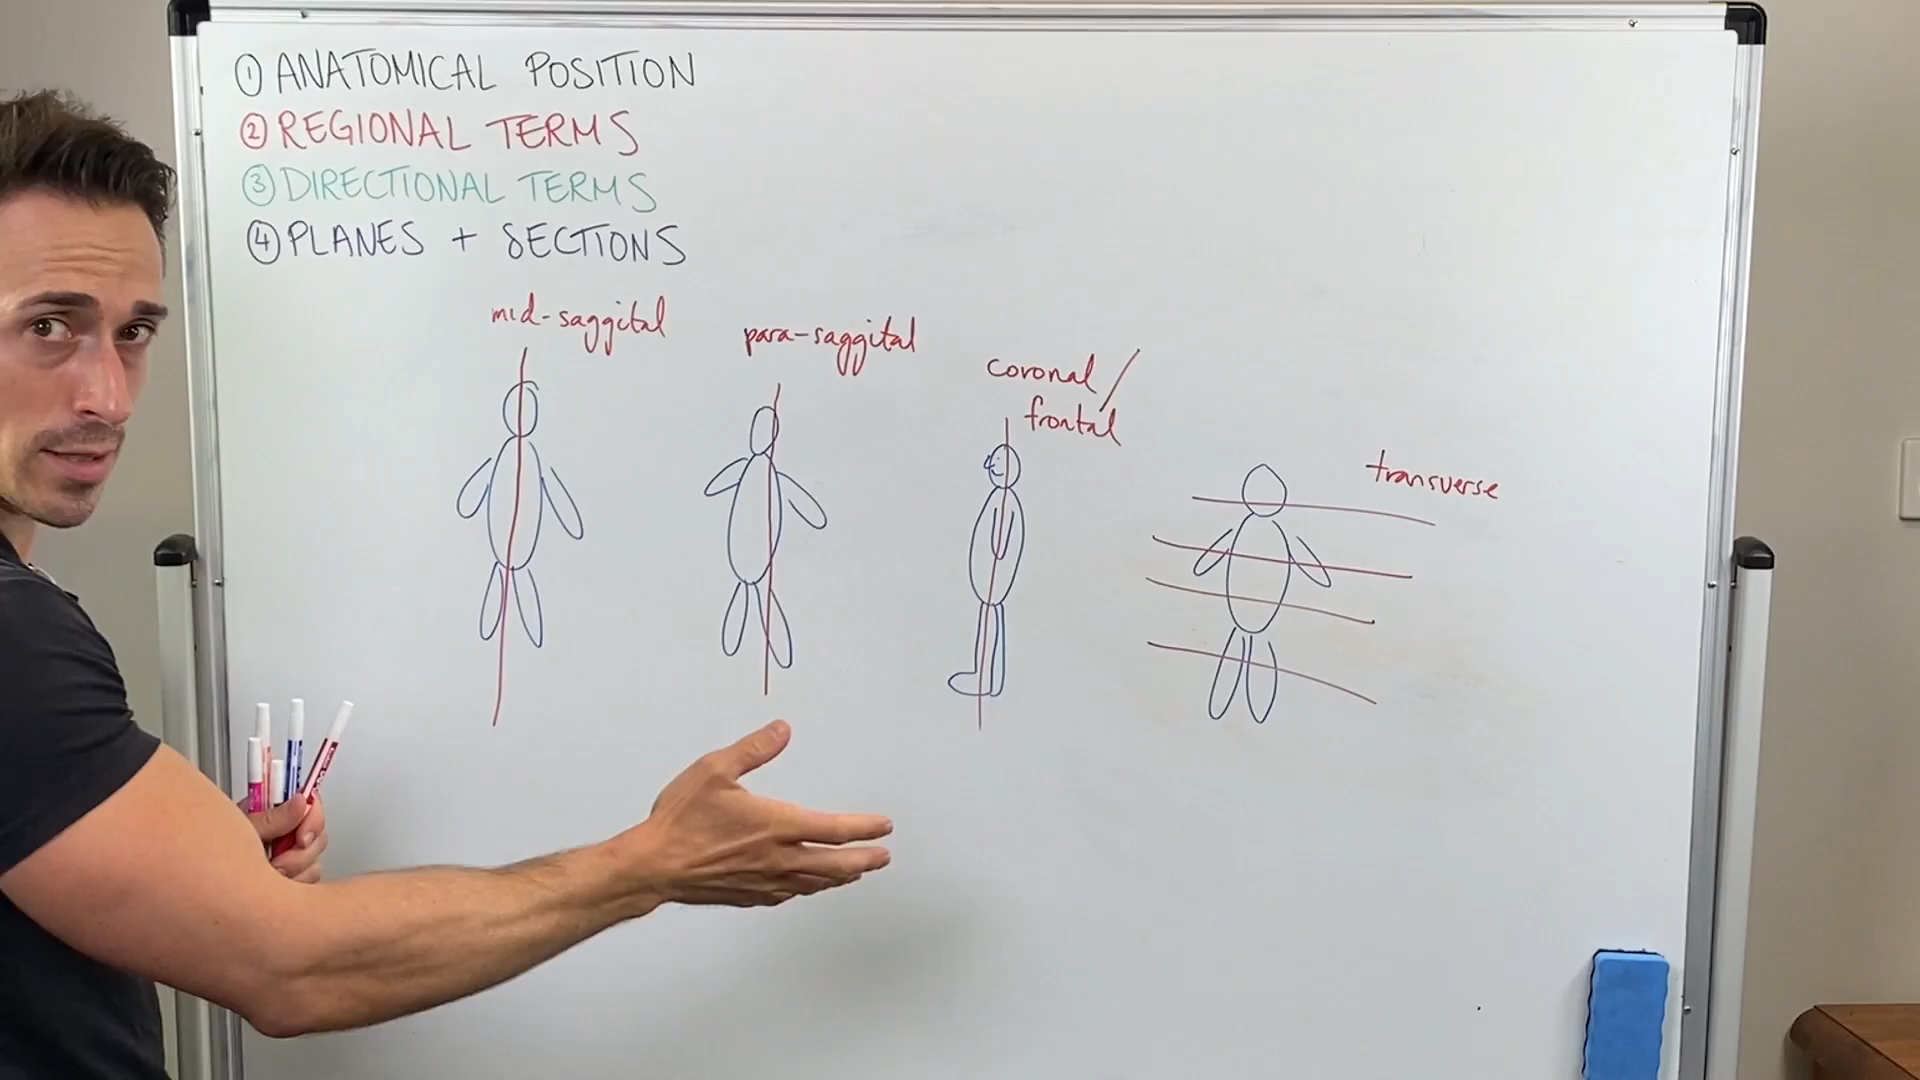 ① ANATOMICAL POSITION
② REGIONAL TERMS
③ DIRECTIONAL TERMS
④ PLANES + SECTIONS
mid-saggital
para-saggital
coronal /
frontal
transverse